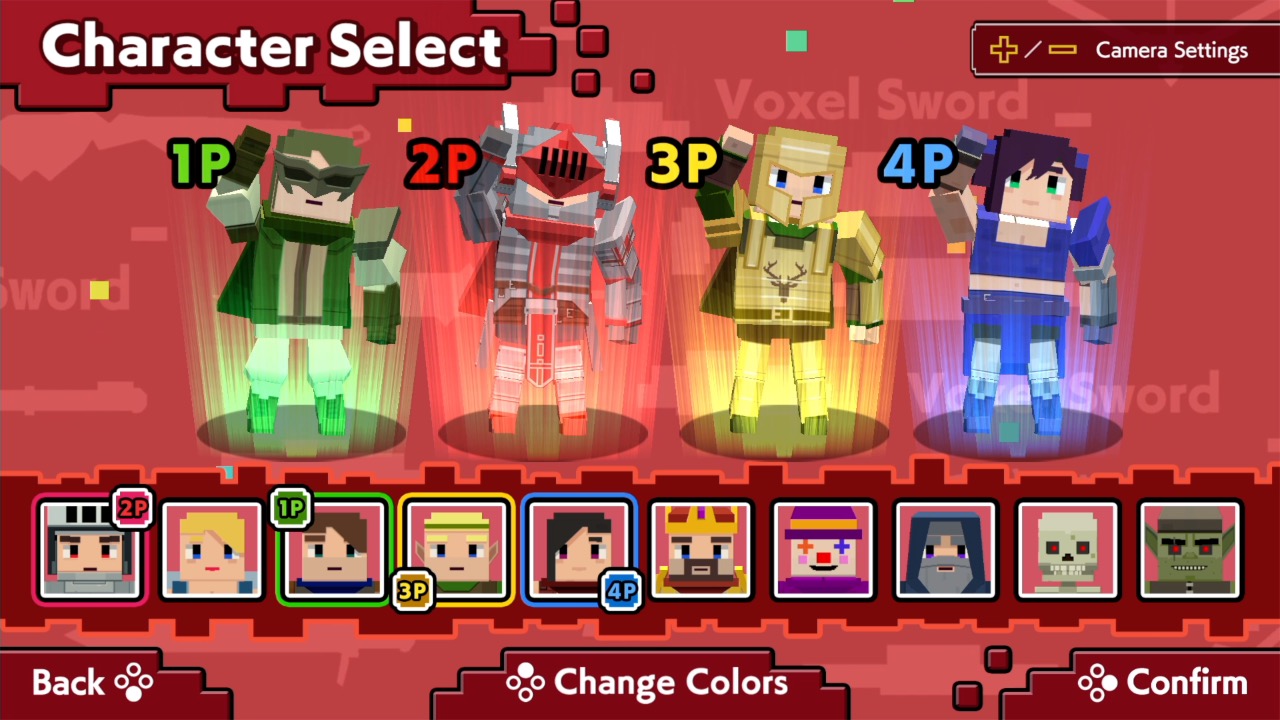 Character Select
+ / − Camera Settings
Voxel Sword
1P
2P
3P
4P
Sword
Voxel Sword
2P
1P
3P
4P
Back
Change Colors
Confirm